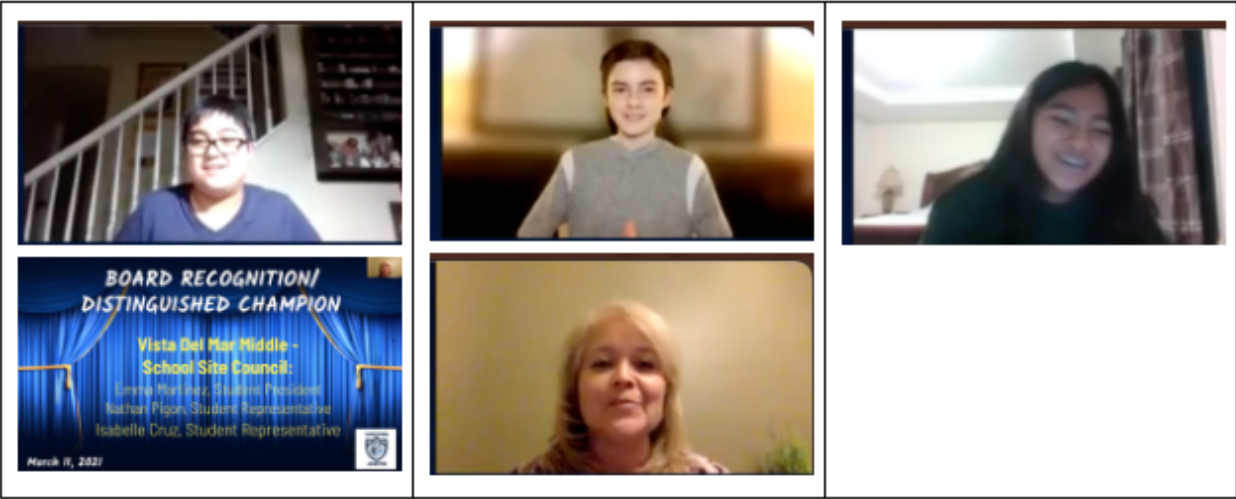 BOARD RECOGNITION/
DISTINGUISHED CHAMPION
Vista Del Mar Middle -
School Site Council:
Emma Martinez, Student President
Nathan Pigon, Student Representative
Isabelle Cruz, Student Representative
March 11, 2021